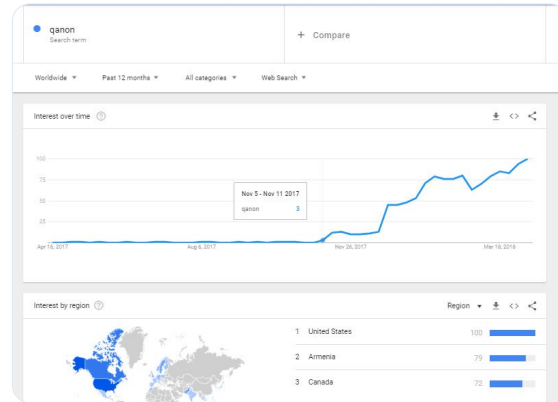 qanon
Search term
+ Compare
Worldwide
Past 12 months
All categories
Web Search
Interest over time
100
75
50
25
Nov 5 - Nov 11 2017
qanon 3
Apr 16, 2017
Aug 6, 2017
Nov 26, 2017
Mar 18, 2018
Interest by region
Region
1 United States 100
2 Armenia 79
3 Canada 72